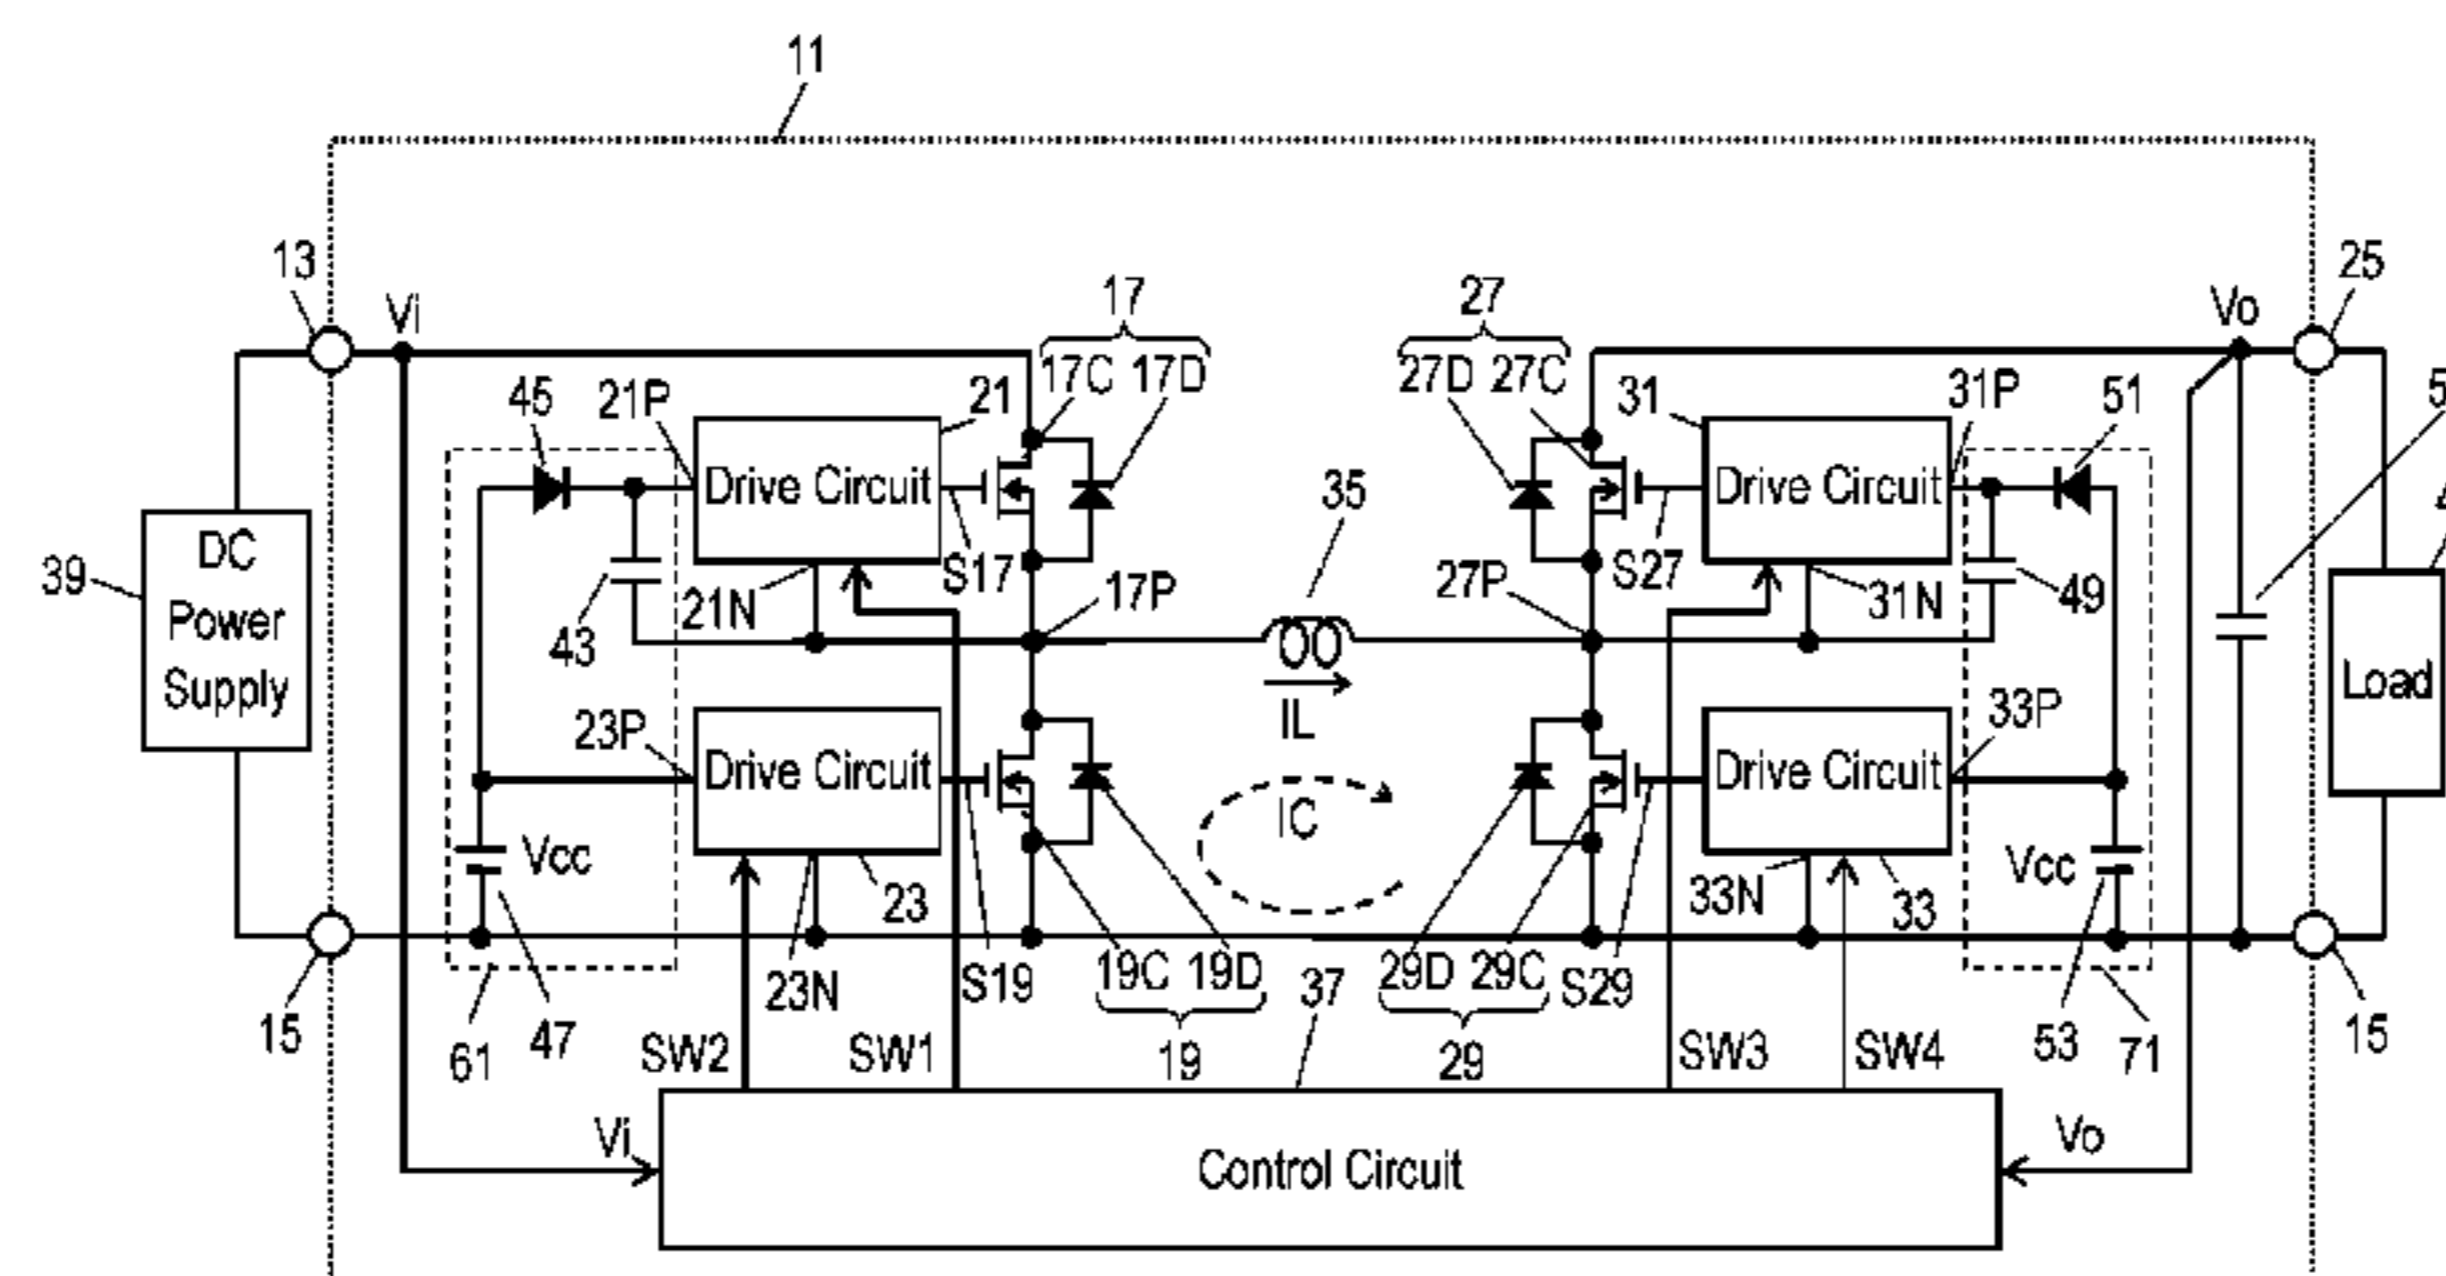 11
13
Vi
17
27
Vo
25
45
21P
21
17C 17D
27D 27C
31
31P
51
Drive Circuit
Drive Circuit
35
DC
Power
Supply
39
43
21N
S17
17P
27P
S27
31N
49
IL
IC
Load
23P
Drive Circuit
Drive Circuit
33P
Vcc
23
33N
33
Vcc
15
61
47
23N
S19
19C 19D
19
37
29D 29C
29
S29
53
71
15
SW2
SW1
SW3
SW4
Vi
Control Circuit
Vo